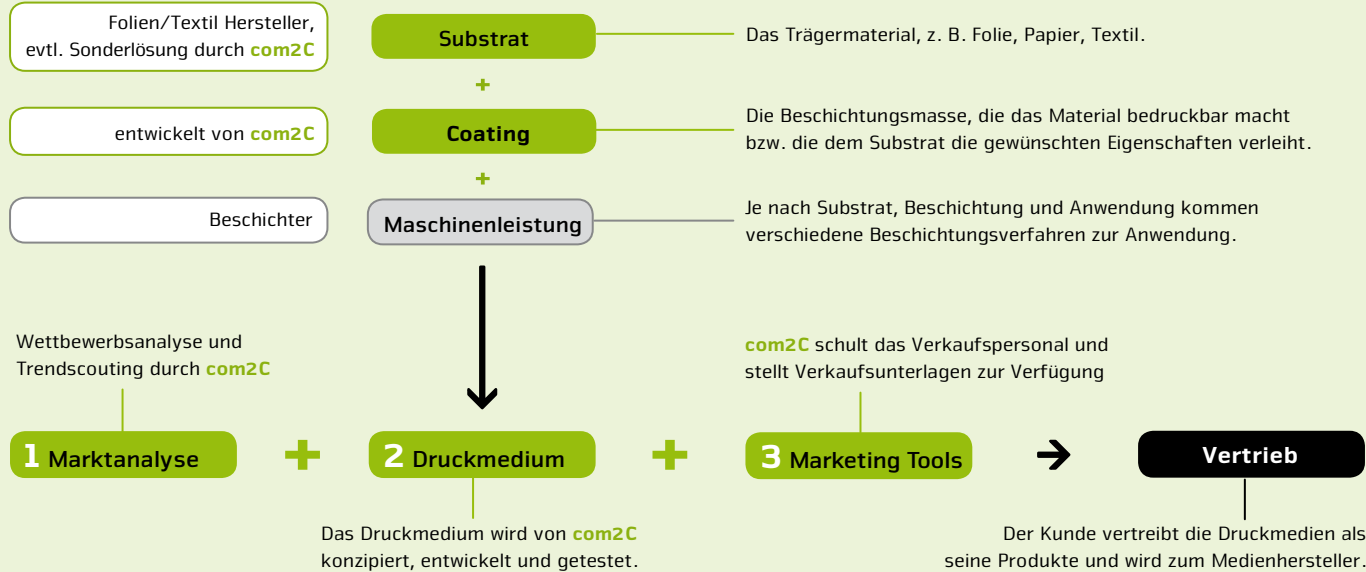 Folien/Textil Hersteller,
evtl. Sonderlösung durch com2C
Substrat
Das Trägermaterial, z. B. Folie, Papier, Textil.
+
entwickelt von com2C
Coating
Die Beschichtungsmasse, die das Material bedruckbar macht
bzw. die dem Substrat die gewünschten Eigenschaften verleiht.
+
Beschichter
Maschinenleistung
Je nach Substrat, Beschichtung und Anwendung kommen
verschiedene Beschichtungsverfahren zur Anwendung.
Wettbewerbsanalyse und
Trendscouting durch com2C
com2C schult das Verkaufspersonal und
stellt Verkaufsunterlagen zur Verfügung
1 Marktanalyse + 2 Druckmedium + 3 Marketing Tools → Vertrieb
Das Druckmedium wird von com2C
konzipiert, entwickelt und getestet.
Der Kunde vertreibt die Druckmedien als
seine Produkte und wird zum Medienhersteller.